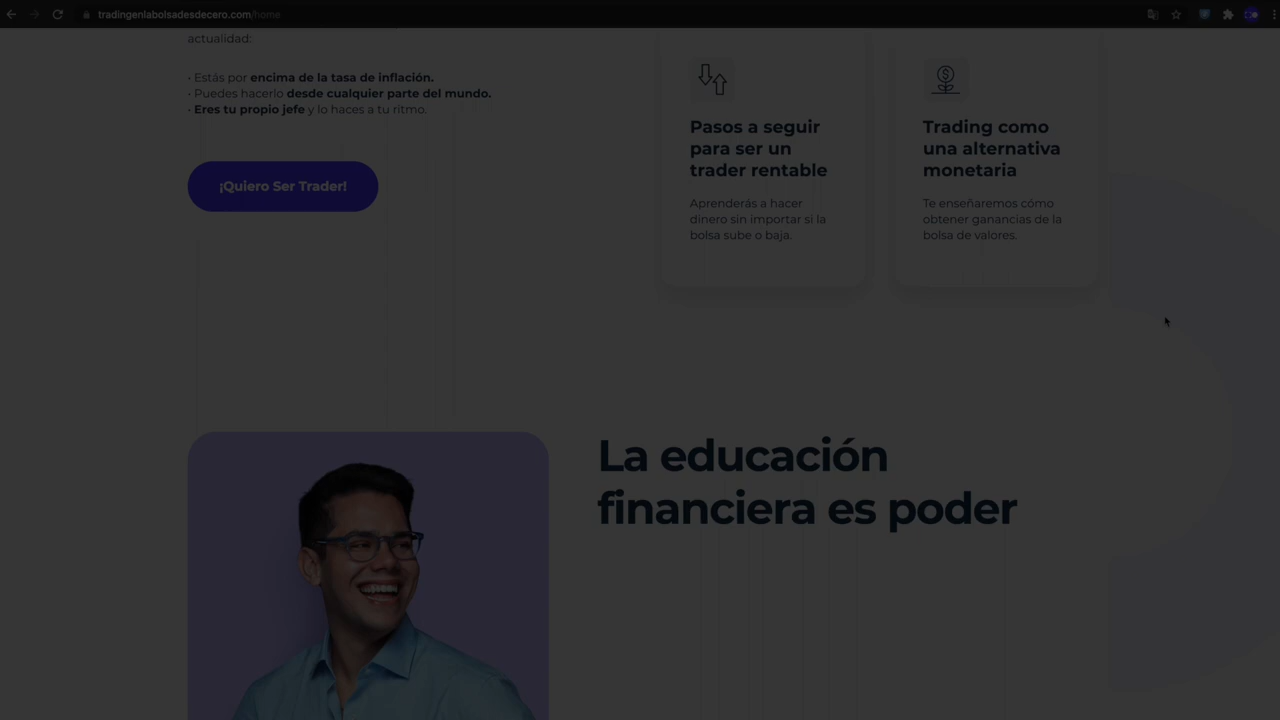 tradingenlabolsadesdecero.com/home
actualidad:
• Estás por encima de la tasa de inflación.
• Puedes hacerlo desde cualquier parte del mundo.
• Eres tu propio jefe y lo haces a tu ritmo.
¡Quiero Ser Trader!
Pasos a seguir
para ser un
trader rentable
Aprenderás a hacer
dinero sin importar si la
bolsa sube o baja.
Trading como
una alternativa
monetaria
Te enseñaremos cómo
obtener ganancias de la
bolsa de valores.
La educación
financiera es poder